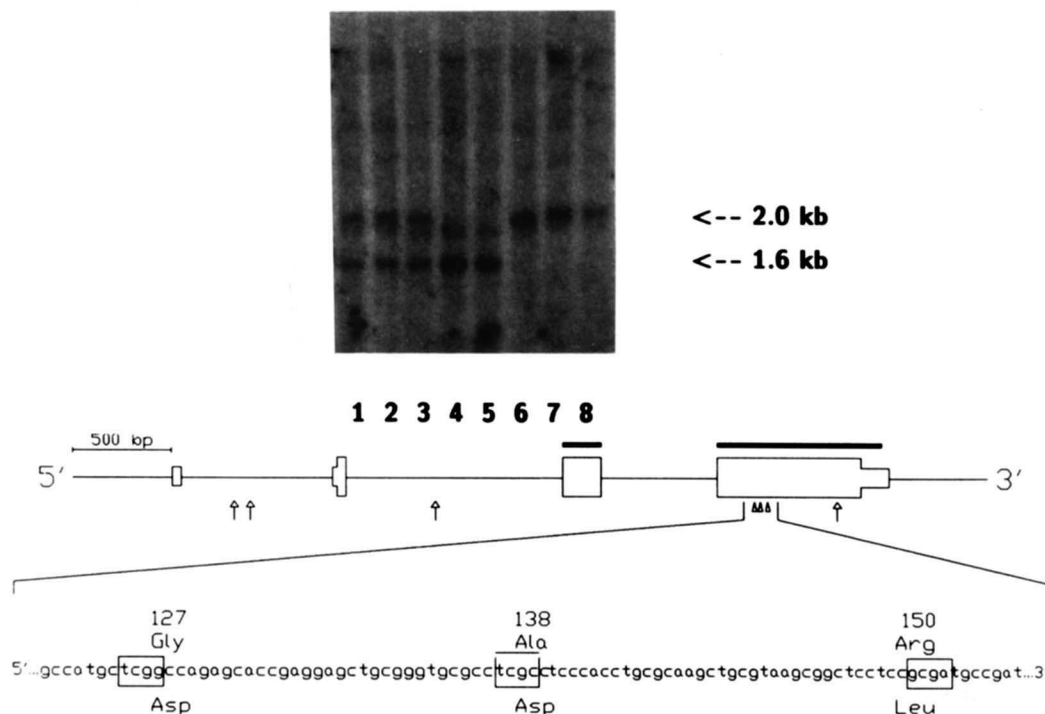 <-- 2.0 kb
<-- 1.6 kb
1 2 3 4 5 6 7 8
500 bp
5' 3'
127 138 150
Gly Ala Arg
5'...gccatgctcggccagagcaccgaggagctgcgggtgcgcctcgcctcccacctgcgcaagctgcgtaagcggctcctccgcgatgccgat...3
Asp Asp Leu